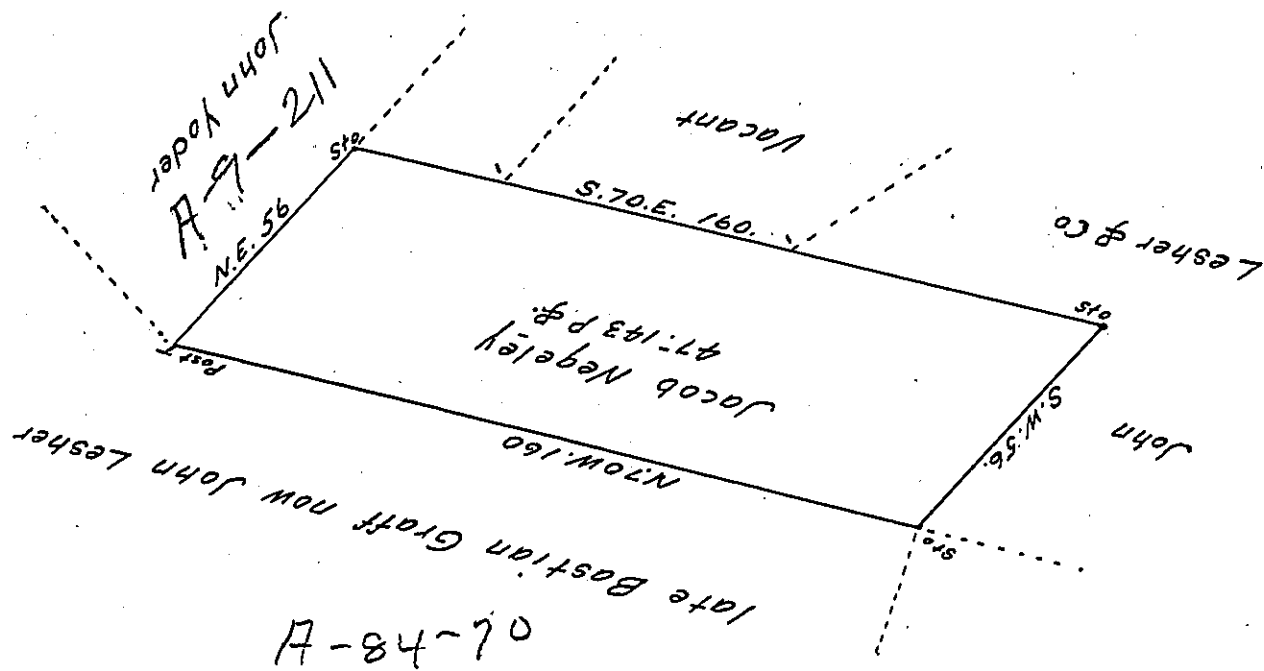 John Yoder
A-9-211
Sto
Vacant
N.E. 56
S.70.E. 160.
Lesher & Co
Post
Sto
Jacob Negeley
47:143 P.&.
S.W. 56.
John
N.70W.160
Sto
late Bastian Graff now John Lesher
A-84-70